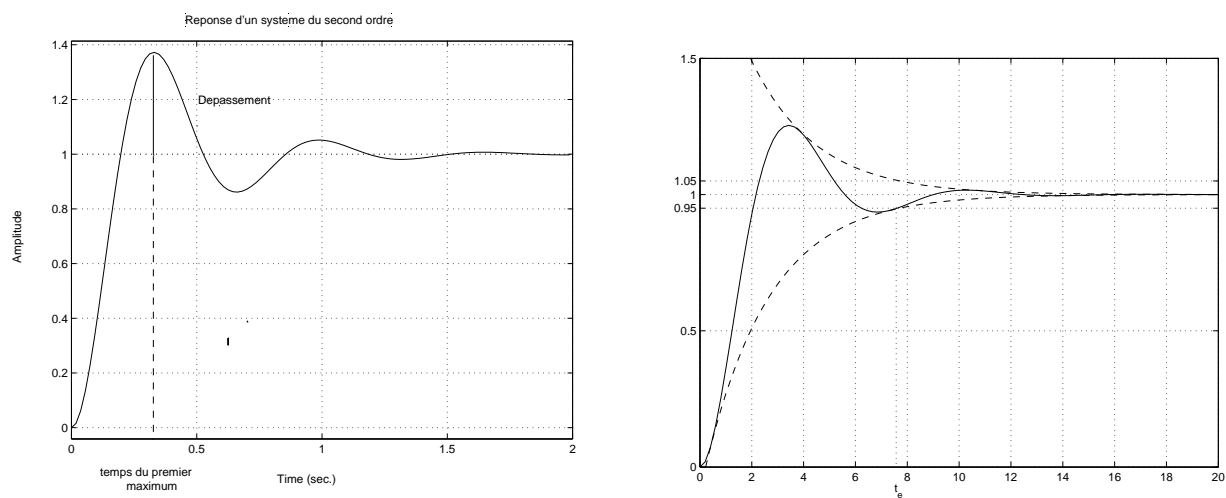 Reponse d'un systeme du second ordre
1.4
1.2
1
0.8
0.6
0.4
0.2
0
Amplitude
Depassement
0 0.5 1 1.5 2
temps du premier
maximum
Time (sec.)
1.5
1.05
1
0.95
0.5
0
0 2 4 6 8 10 12 14 16 18 20
t_e